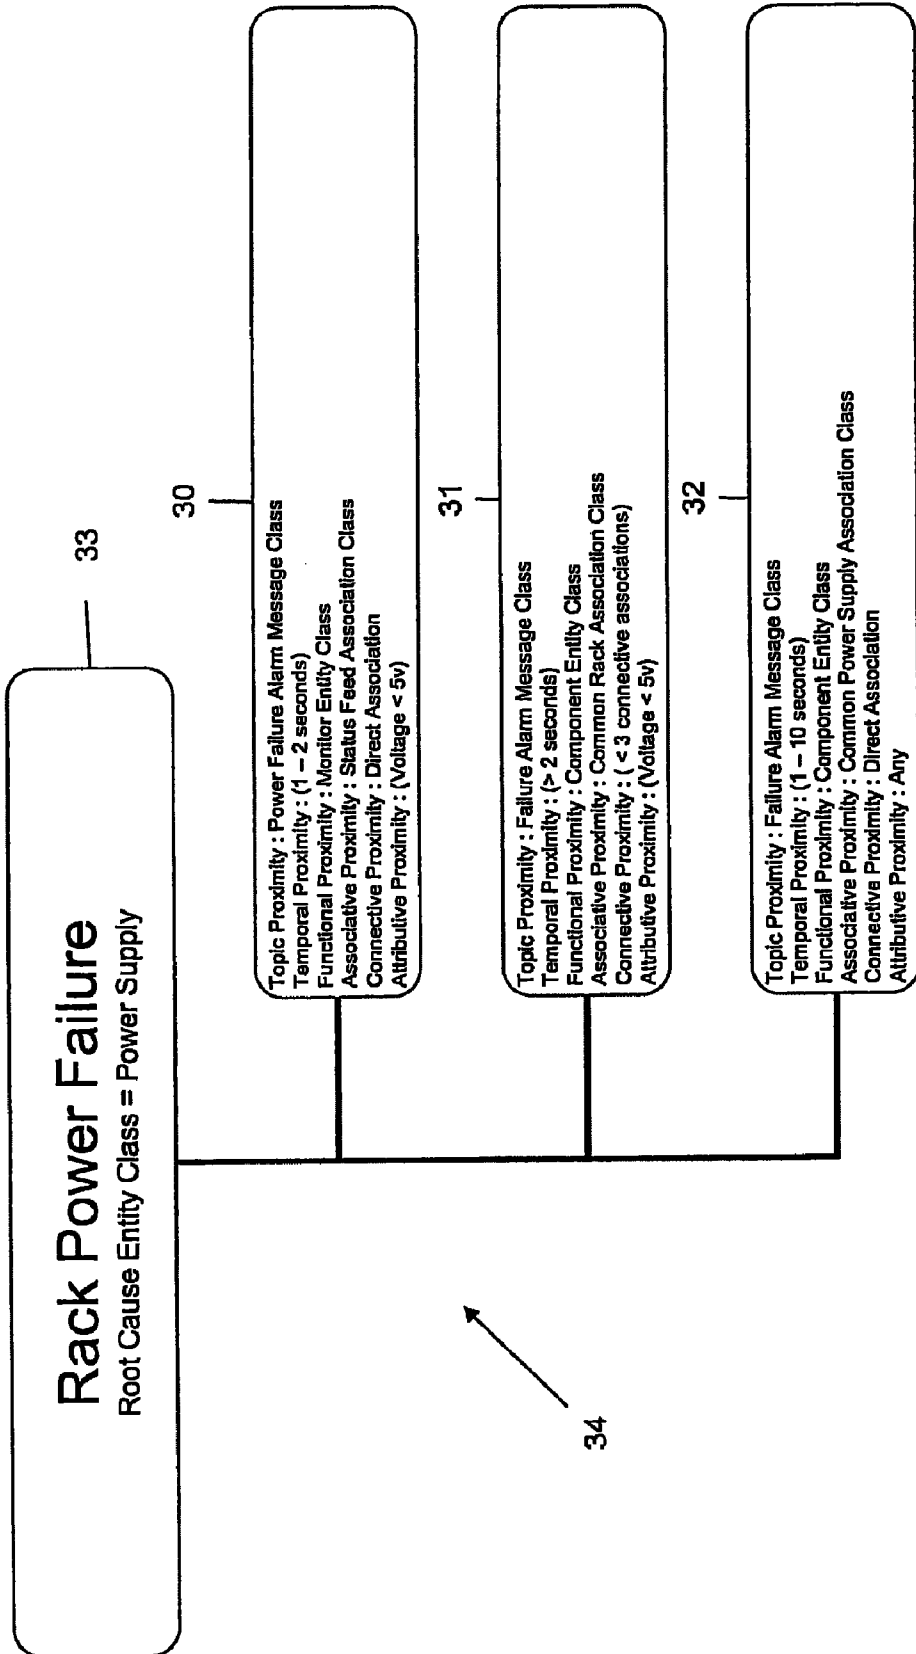 Rack Power Failure
Root Cause Entity Class = Power Supply
33
30
Topic Proximity : Power Failure Alarm Message Class
Temporal Proximity : (1 – 2 seconds)
Functional Proximity : Monitor Entity Class
Associative Proximity : Status Feed Association Class
Connective Proximity : Direct Association
Attributive Proximity : (Voltage < 5v)
31
Topic Proximity : Failure Alarm Message Class
Temporal Proximity : (> 2 seconds)
Functional Proximity : Component Entity Class
Associative Proximity : Common Rack Association Class
Connective Proximity : ( < 3 connective associations)
Attributive Proximity : (Voltage < 5v)
32
Topic Proximity : Failure Alarm Message Class
Temporal Proximity : (1 – 10 seconds)
Functional Proximity : Component Entity Class
Associative Proximity : Common Power Supply Association Class
Connective Proximity : Direct Association
Attributive Proximity : Any
34